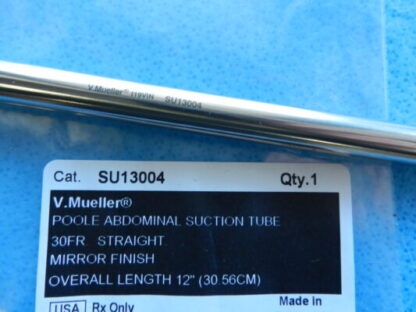 V.Mueller® I19VIN SU13004
Cat. SU13004 Qty.1
V.Mueller®
POOLE ABDOMINAL SUCTION TUBE
30FR. STRAIGHT
MIRROR FINISH
OVERALL LENGTH 12" (30.56CM)
USA Rx Only Made in